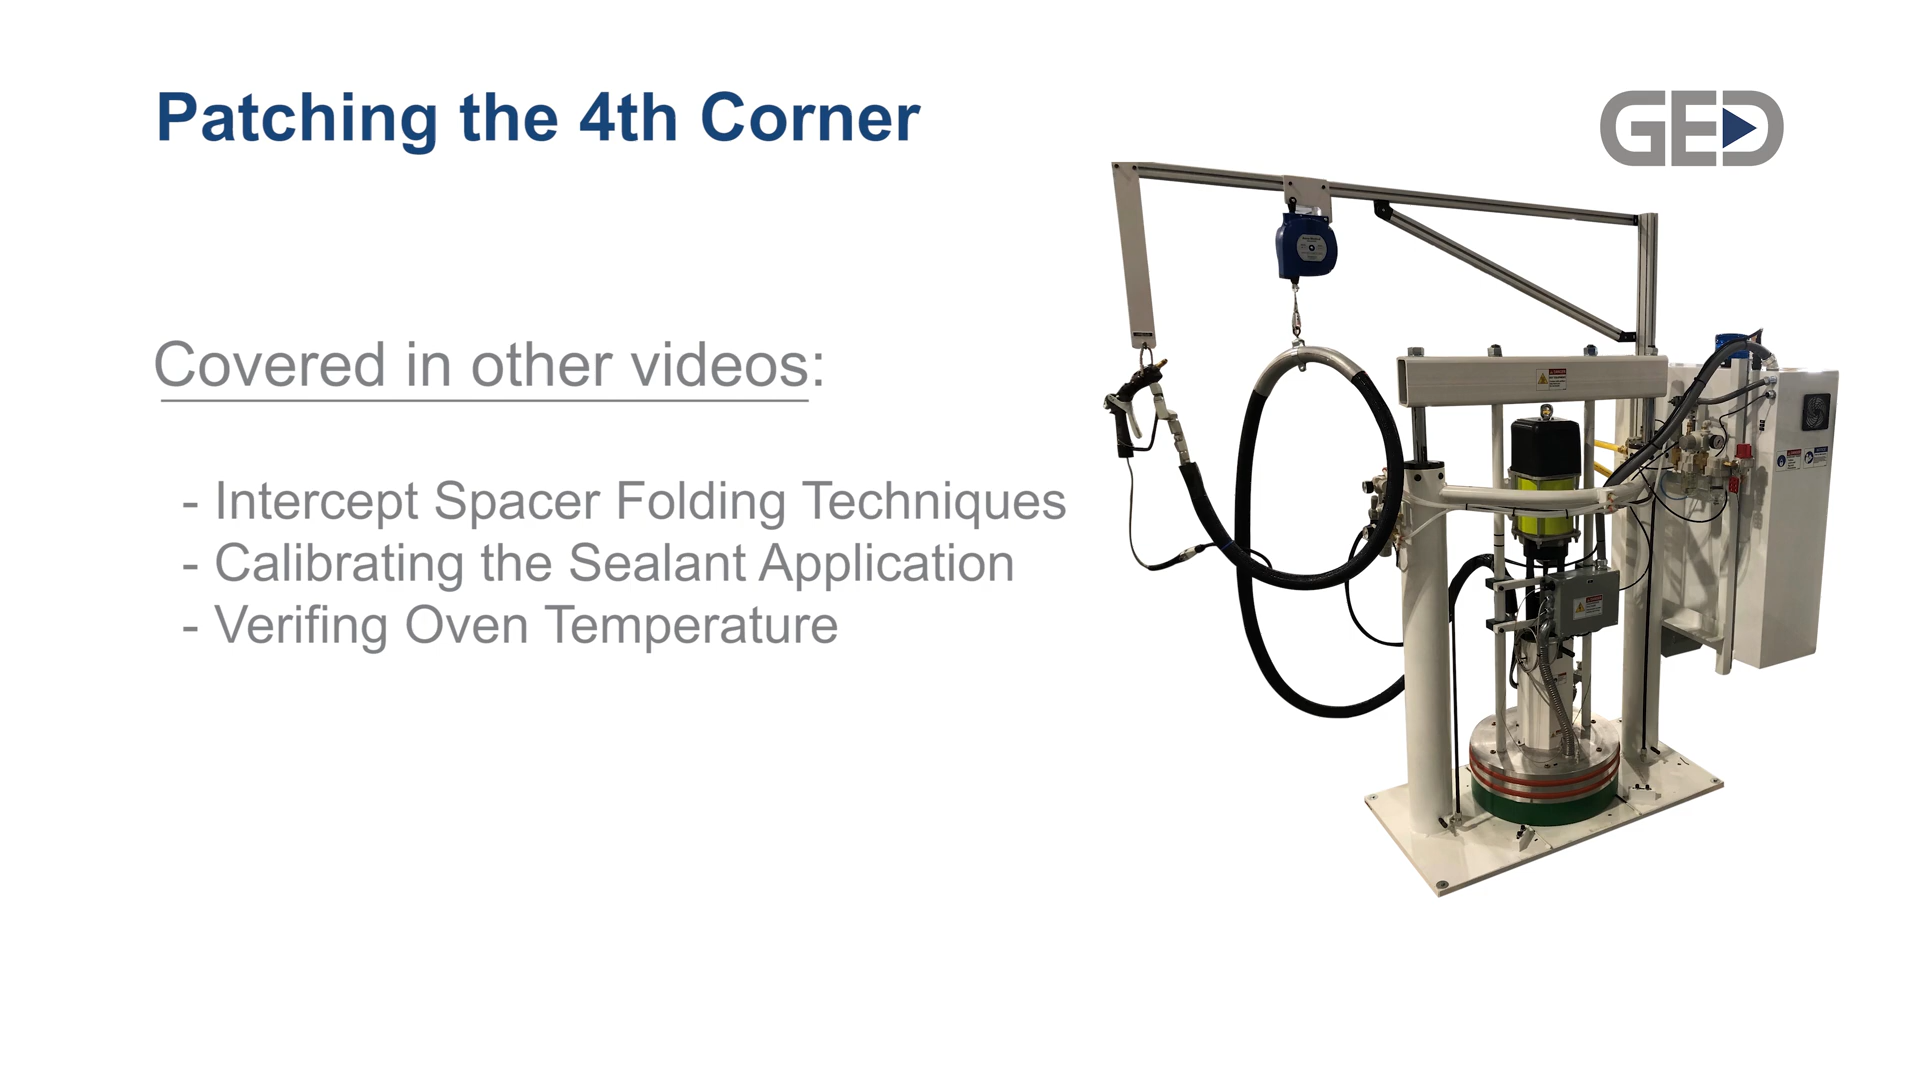 Patching the 4th Corner
GED
Covered in other videos:
- Intercept Spacer Folding Techniques
- Calibrating the Sealant Application
- Verifing Oven Temperature